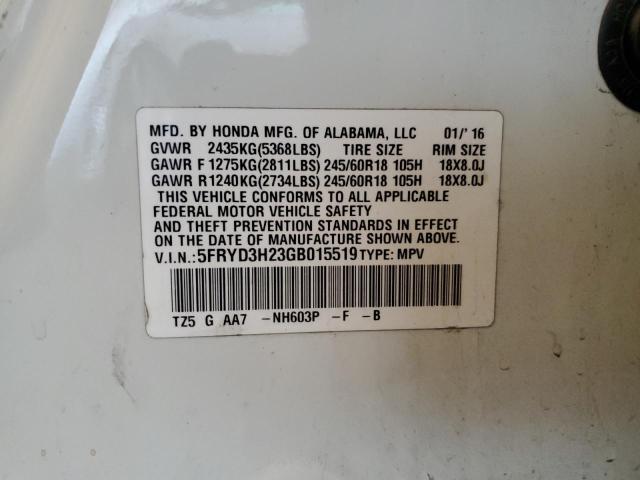 MFD. BY HONDA MFG. OF ALABAMA, LLC 01/'16
GVWR 2435KG(5368LBS) TIRE SIZE RIM SIZE
GAWR F 1275KG(2811LBS) 245/60R18 105H 18X8.0J
GAWR R1240KG(2734LBS) 245/60R18 105H 18X8.0J
THIS VEHICLE CONFORMS TO ALL APPLICABLE
FEDERAL MOTOR VEHICLE SAFETY
AND THEFT PREVENTION STANDARDS IN EFFECT
ON THE DATE OF MANUFACTURE SHOWN ABOVE.
V.I.N.: 5FRYD3H23GB015519 TYPE: MPV
TZ5 G AA7 -NH603P -F -B